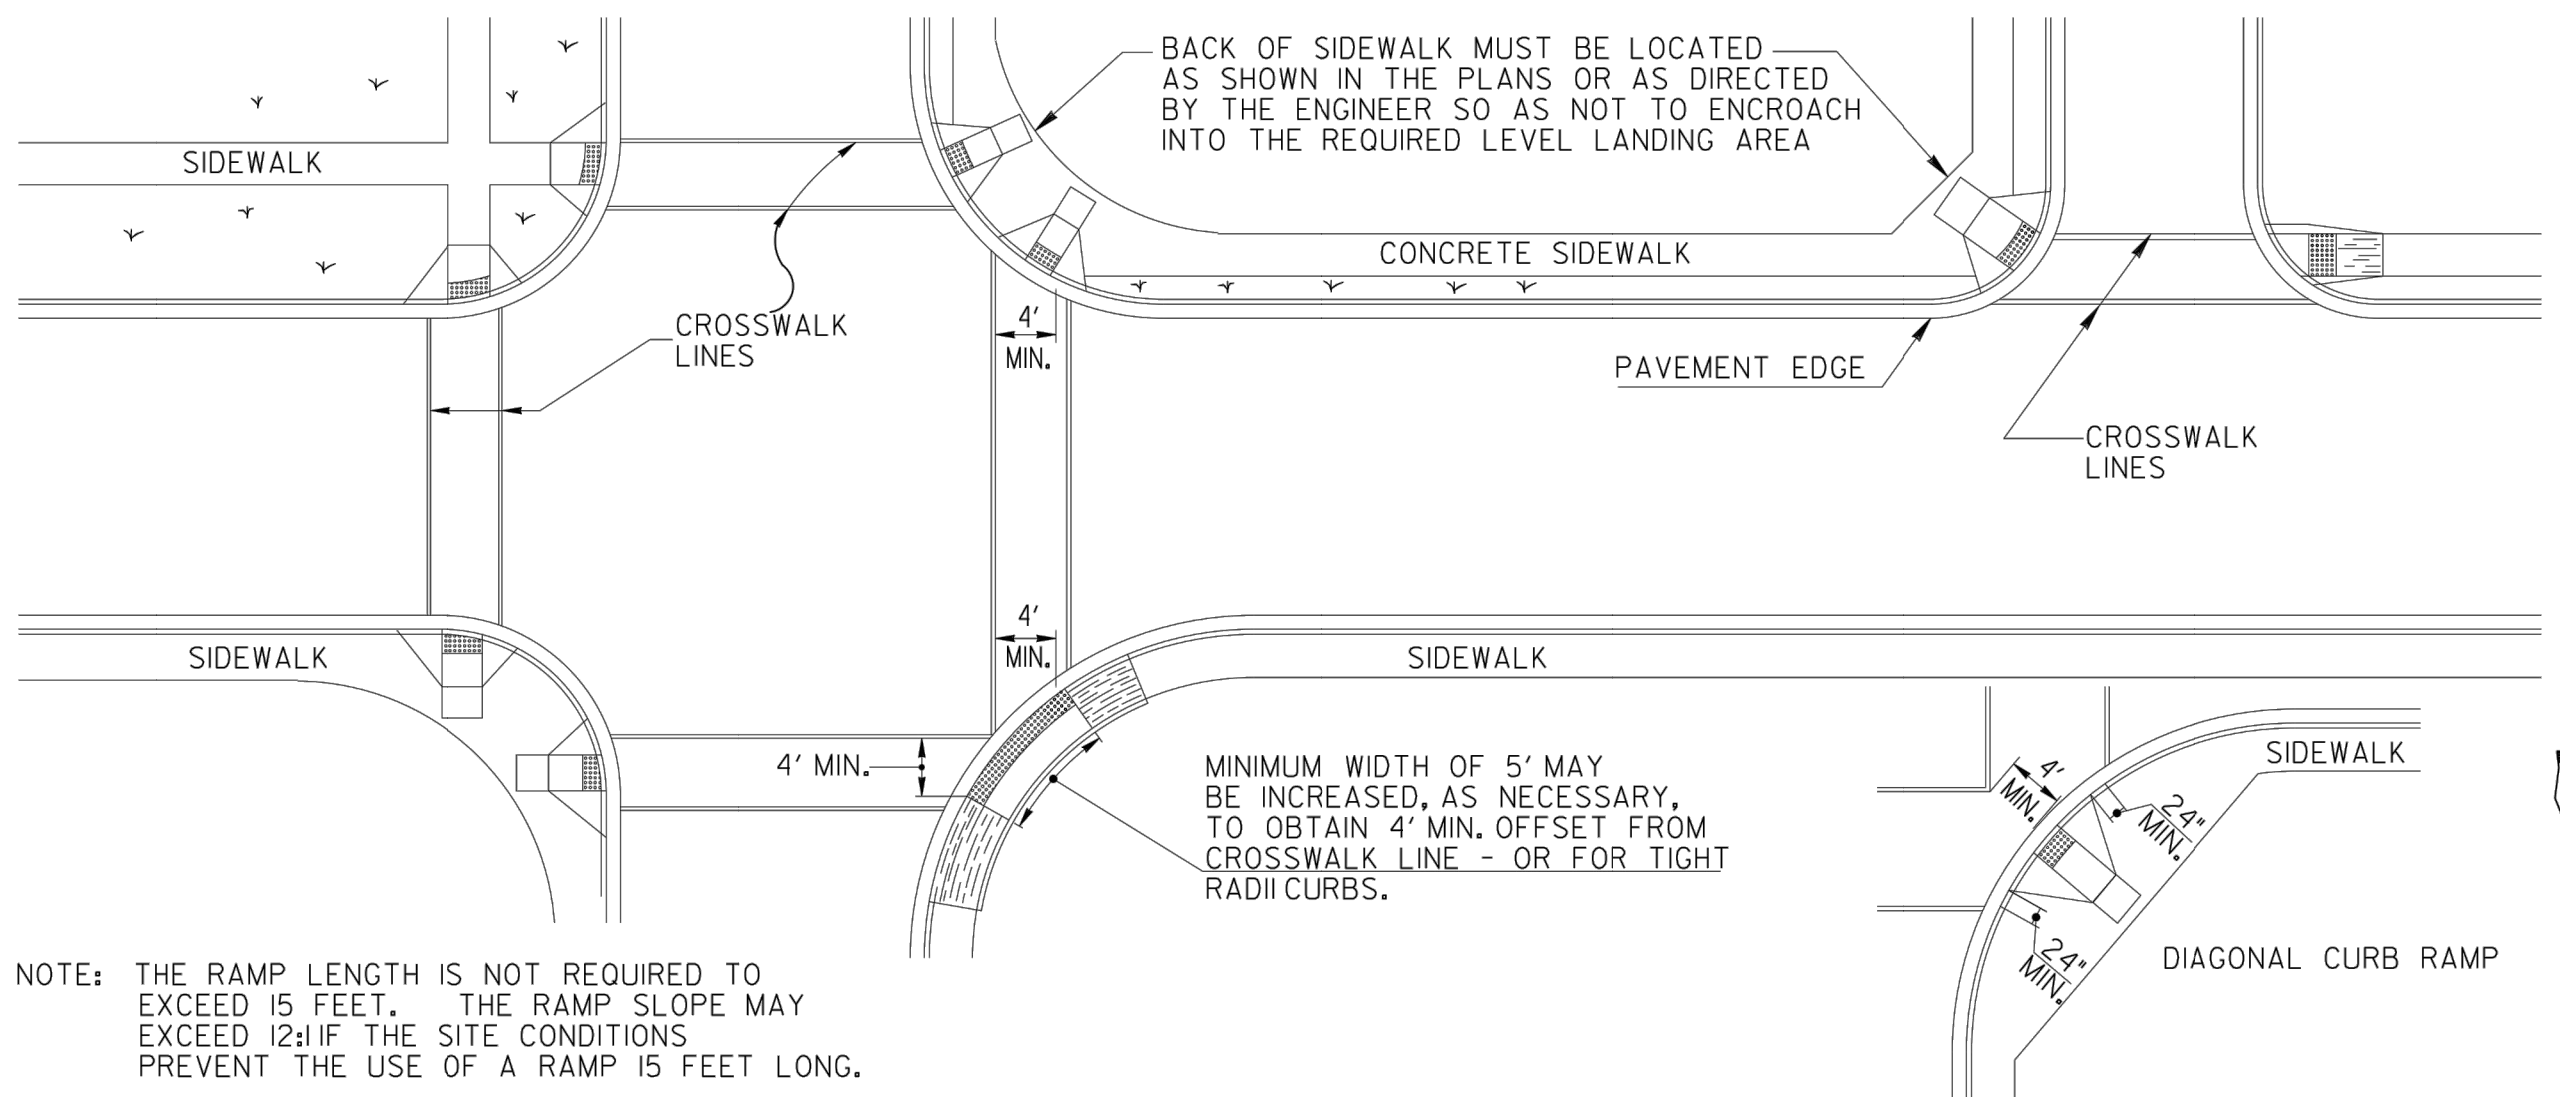 BACK OF SIDEWALK MUST BE LOCATED
AS SHOWN IN THE PLANS OR AS DIRECTED
BY THE ENGINEER SO AS NOT TO ENCROACH
INTO THE REQUIRED LEVEL LANDING AREA
SIDEWALK
CONCRETE SIDEWALK
CROSSWALK
LINES
4'
MIN.
PAVEMENT EDGE
CROSSWALK
LINES
4'
MIN.
SIDEWALK
SIDEWALK
4' MIN.
MINIMUM WIDTH OF 5' MAY
BE INCREASED, AS NECESSARY,
TO OBTAIN 4' MIN. OFFSET FROM
CROSSWALK LINE - OR FOR TIGHT
RADII CURBS.
SIDEWALK
4'
MIN.
24"
MIN.
24"
MIN.
DIAGONAL CURB RAMP
NOTE: THE RAMP LENGTH IS NOT REQUIRED TO
EXCEED 15 FEET. THE RAMP SLOPE MAY
EXCEED 12:1 IF THE SITE CONDITIONS
PREVENT THE USE OF A RAMP 15 FEET LONG.